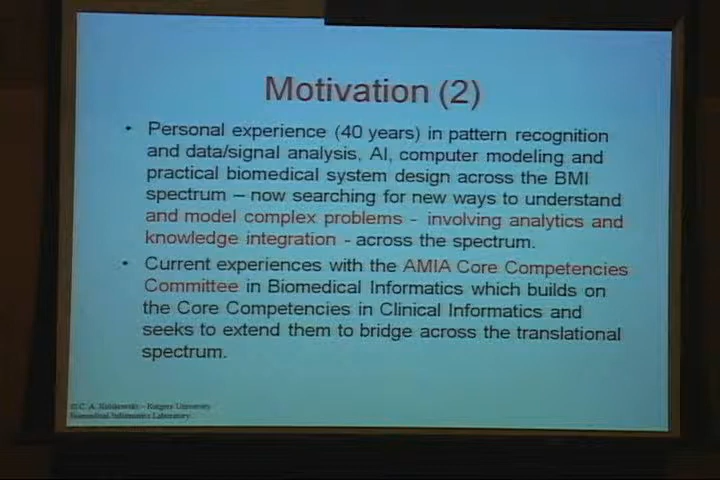 Motivation (2)
• Personal experience (40 years) in pattern recognition
and data/signal analysis, AI, computer modeling and
practical biomedical system design across the BMI
spectrum – now searching for new ways to understand
and model complex problems - involving analytics and
knowledge integration - across the spectrum.
• Current experiences with the AMIA Core Competencies
Committee in Biomedical Informatics which builds on
the Core Competencies in Clinical Informatics and
seeks to extend them to bridge across the translational
spectrum.
C. A. Kulikowski – Rutgers University
Biomedical Informatics Laboratory